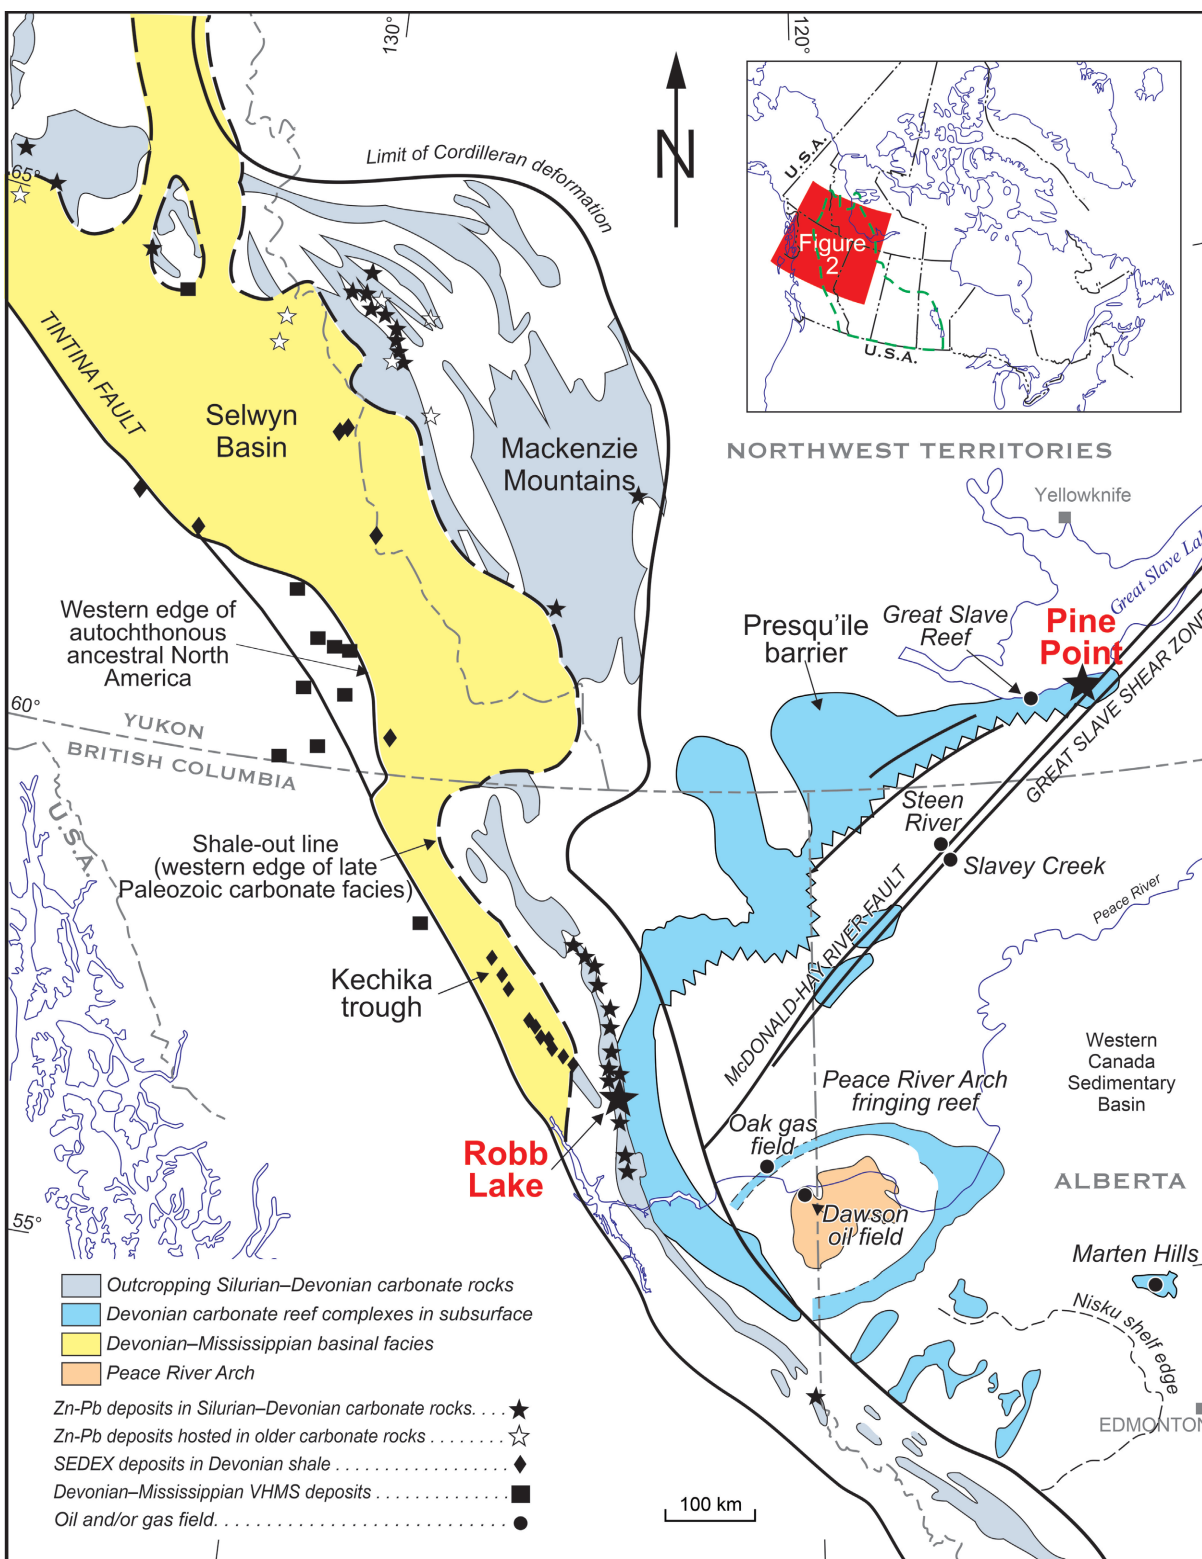 130°
120°
N
U.S.A.
Figure
2
U.S.A.
Limit of Cordilleran deformation
65°
TINTINA FAULT
Selwyn
Basin
Mackenzie
Mountains
NORTHWEST TERRITORIES
Yellowknife
Great Slave Lak
Western edge of
autochthonous
ancestral North
America
Presqu’ile
barrier
Great Slave
Reef
Pine
Point
GREAT SLAVE SHEAR ZONE
60°
YUKON
BRITISH COLUMBIA
U.S.A.
Steen
River
Slavey Creek
Shale-out line
(western edge of late
Paleozoic carbonate facies)
Peace River
McDONALD-HAY RIVER FAULT
Kechika
trough
Western
Canada
Sedimentary
Basin
Peace River Arch
fringing reef
Oak gas
field
Robb
Lake
ALBERTA
Dawson
oil field
55°
Marten Hills
Nisku shelf edge
EDMONTON
Outcropping Silurian–Devonian carbonate rocks
Devonian carbonate reef complexes in subsurface
Devonian–Mississippian basinal facies
Peace River Arch
Zn-Pb deposits in Silurian–Devonian carbonate rocks. . . .
Zn-Pb deposits hosted in older carbonate rocks . . . . . . . .
SEDEX deposits in Devonian shale . . . . . . . . . . . . . . . . . .
Devonian–Mississippian VHMS deposits . . . . . . . . . . . . . .
Oil and/or gas field. . . . . . . . . . . . . . . . . . . . . . . . . . . . . .
100 km